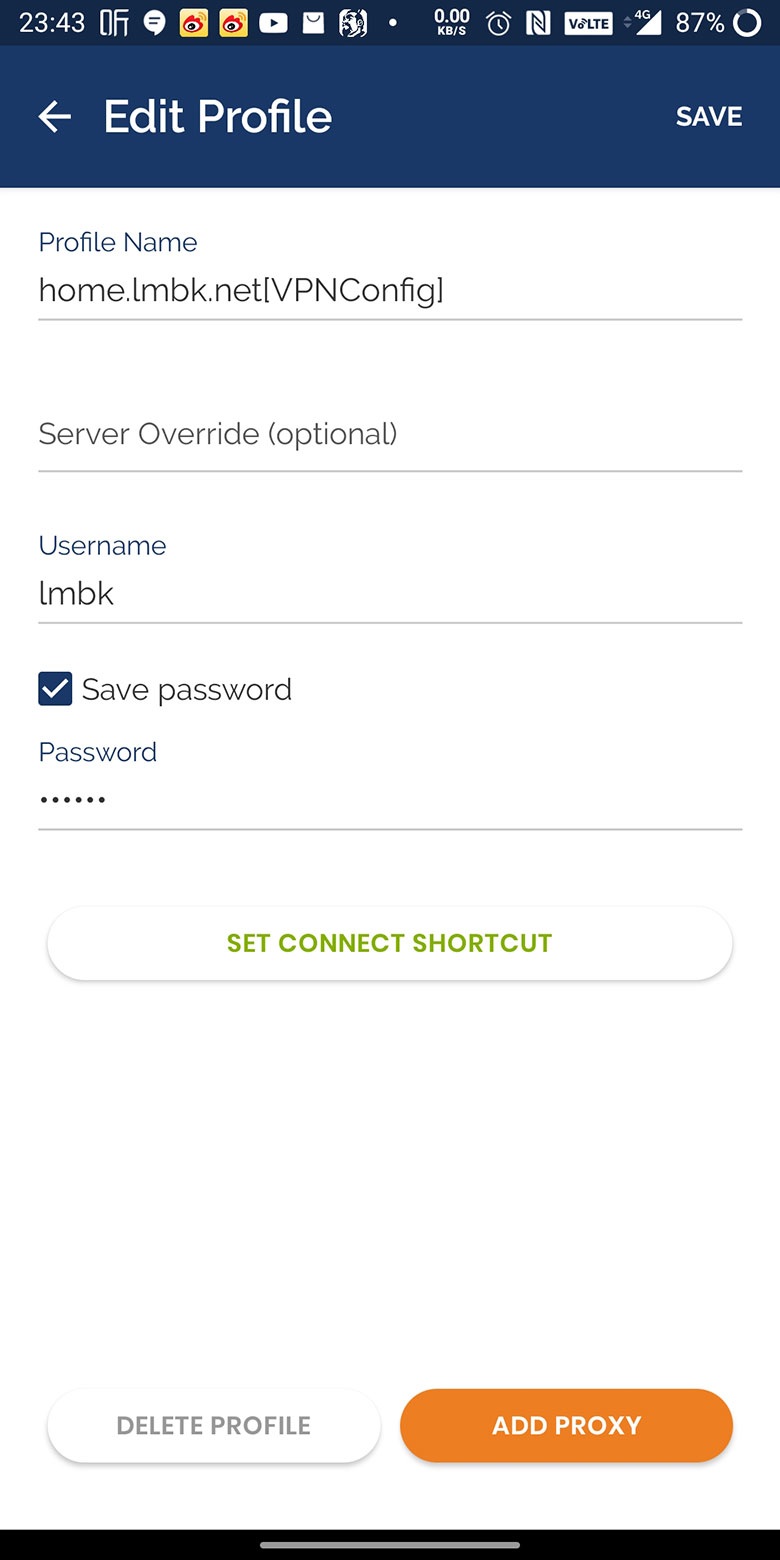 23:43 听 0.00 KB/S VoLTE 4G 87%
Edit Profile SAVE
Profile Name
home.lmbk.net[VPNConfig]
Server Override (optional)
Username
lmbk
Save password
Password
••••••
SET CONNECT SHORTCUT
DELETE PROFILE ADD PROXY